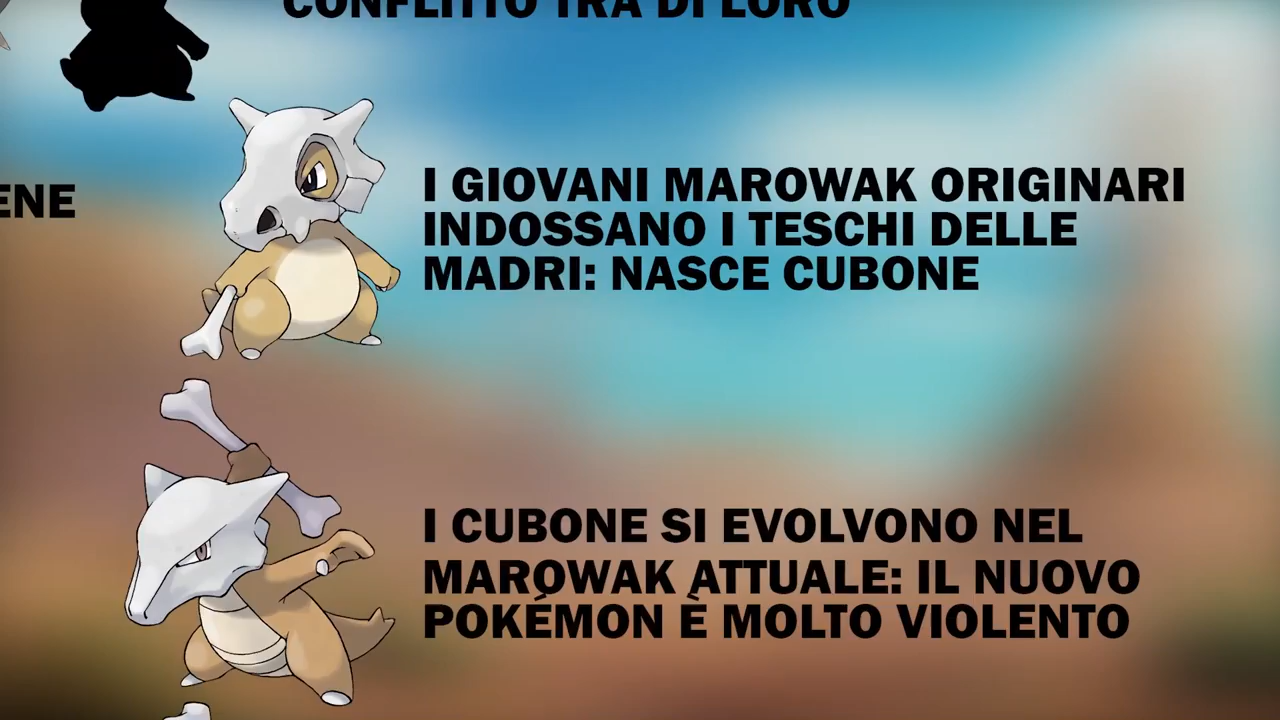 CONFLITTO TRA DI LORO
ENE
I GIOVANI MAROWAK ORIGINARI
INDOSSANO I TESCHI DELLE
MADRI: NASCE CUBONE
I CUBONE SI EVOLVONO NEL
MAROWAK ATTUALE: IL NUOVO
POKÉMON È MOLTO VIOLENTO